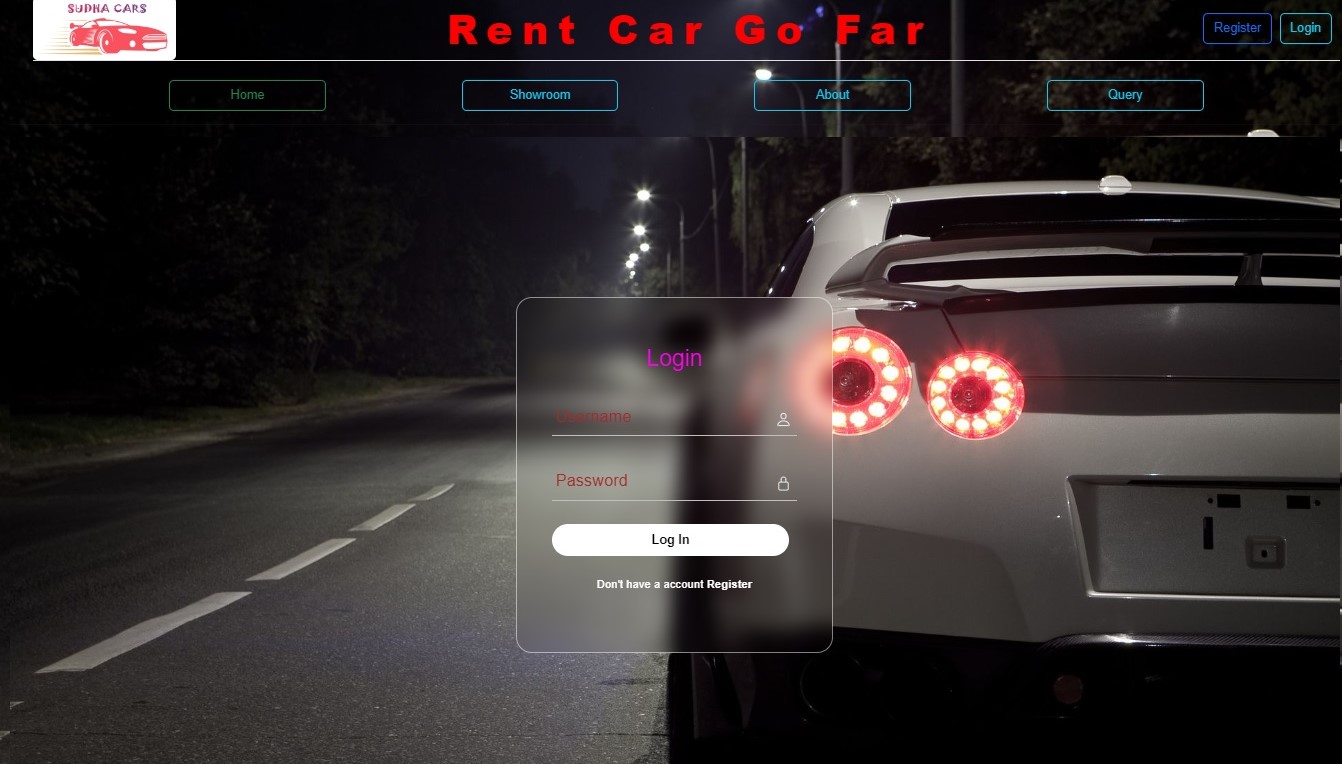 SUDHA CARS
Rent Car Go Far
Register
Login
Home
Showroom
About
Query
Login
Username
Password
Log In
Don't have a account Register